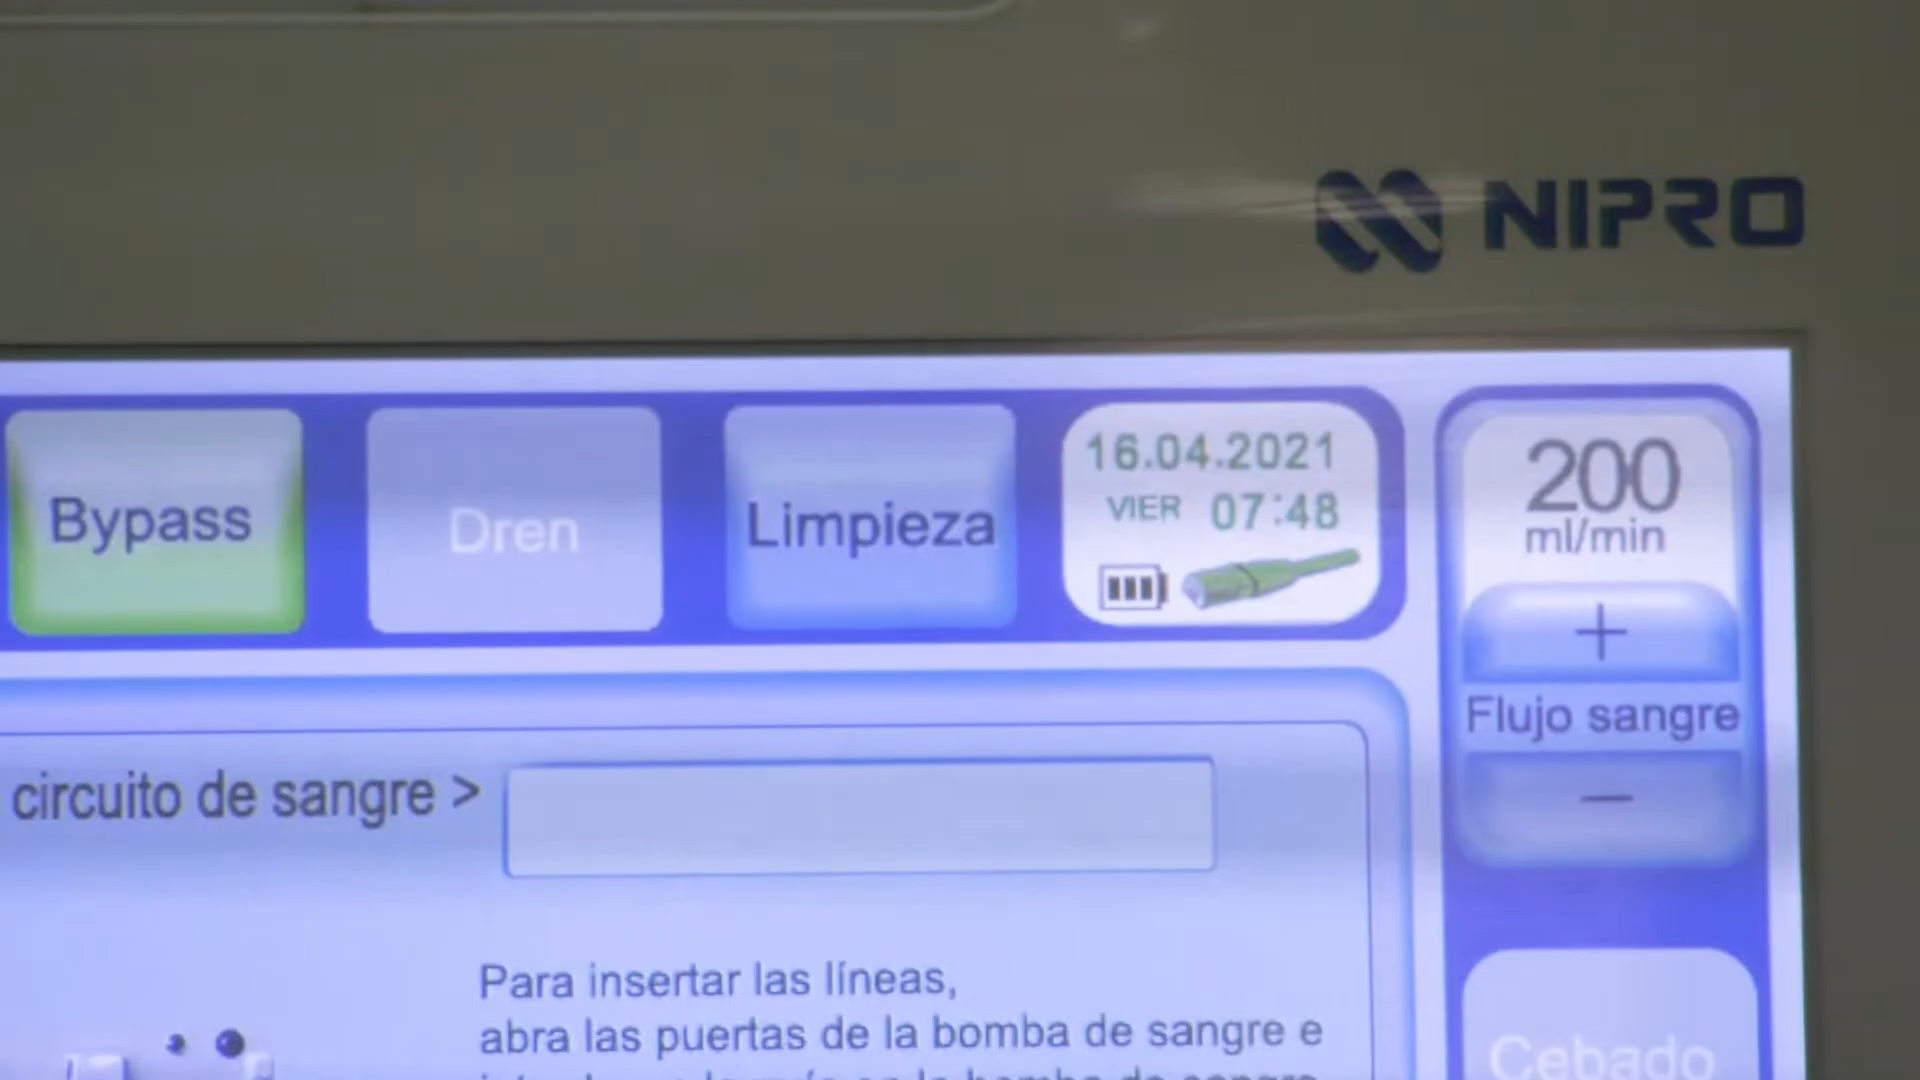 NIPRO
Bypass
Dren
Limpieza
16.04.2021
VIER 07:48
200
ml/min
+
Flujo sangre
—
circuito de sangre >
Para insertar las líneas,
abra las puertas de la bomba de sangre e
Cebado